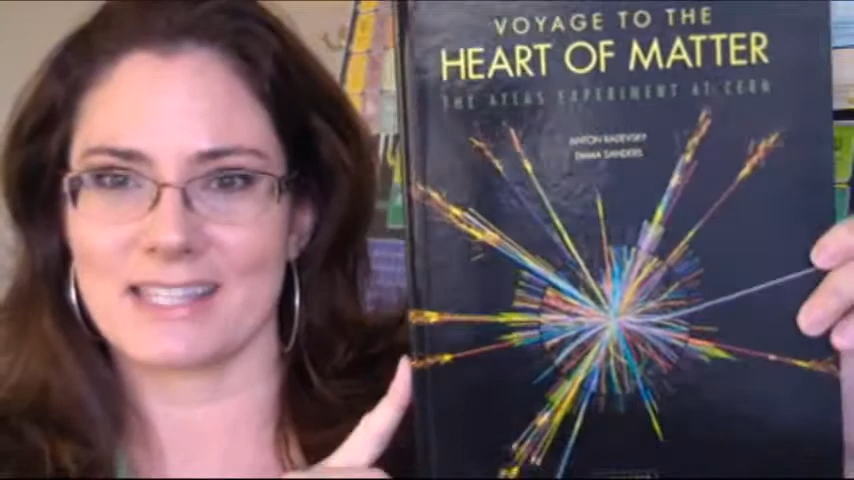 VOYAGE TO THE
HEART OF MATTER
THE ATLAS EXPERIMENT AT CERN
ANTON RADEVSKY
EMMA SANDERS